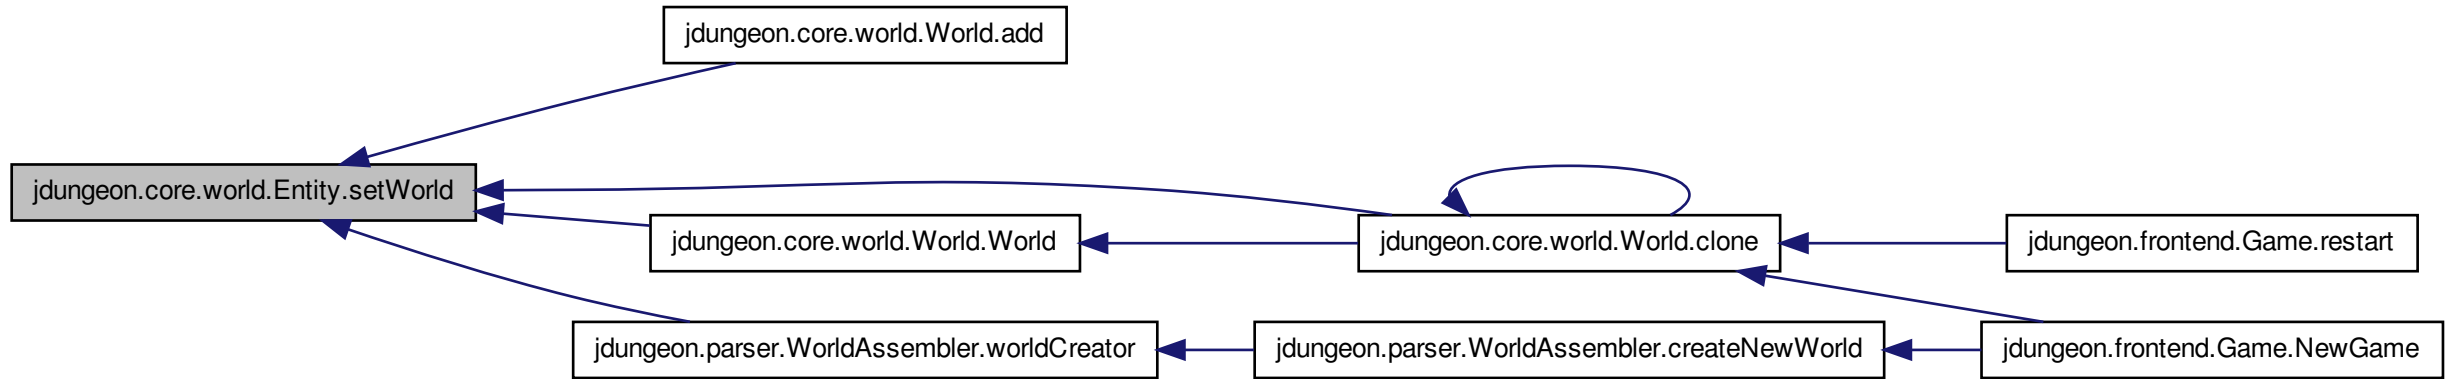 jdungeon.core.world.World.add
jdungeon.core.world.Entity.setWorld
jdungeon.core.world.World.World
jdungeon.core.world.World.clone
jdungeon.frontend.Game.restart
jdungeon.parser.WorldAssembler.worldCreator
jdungeon.parser.WorldAssembler.createNewWorld
jdungeon.frontend.Game.NewGame